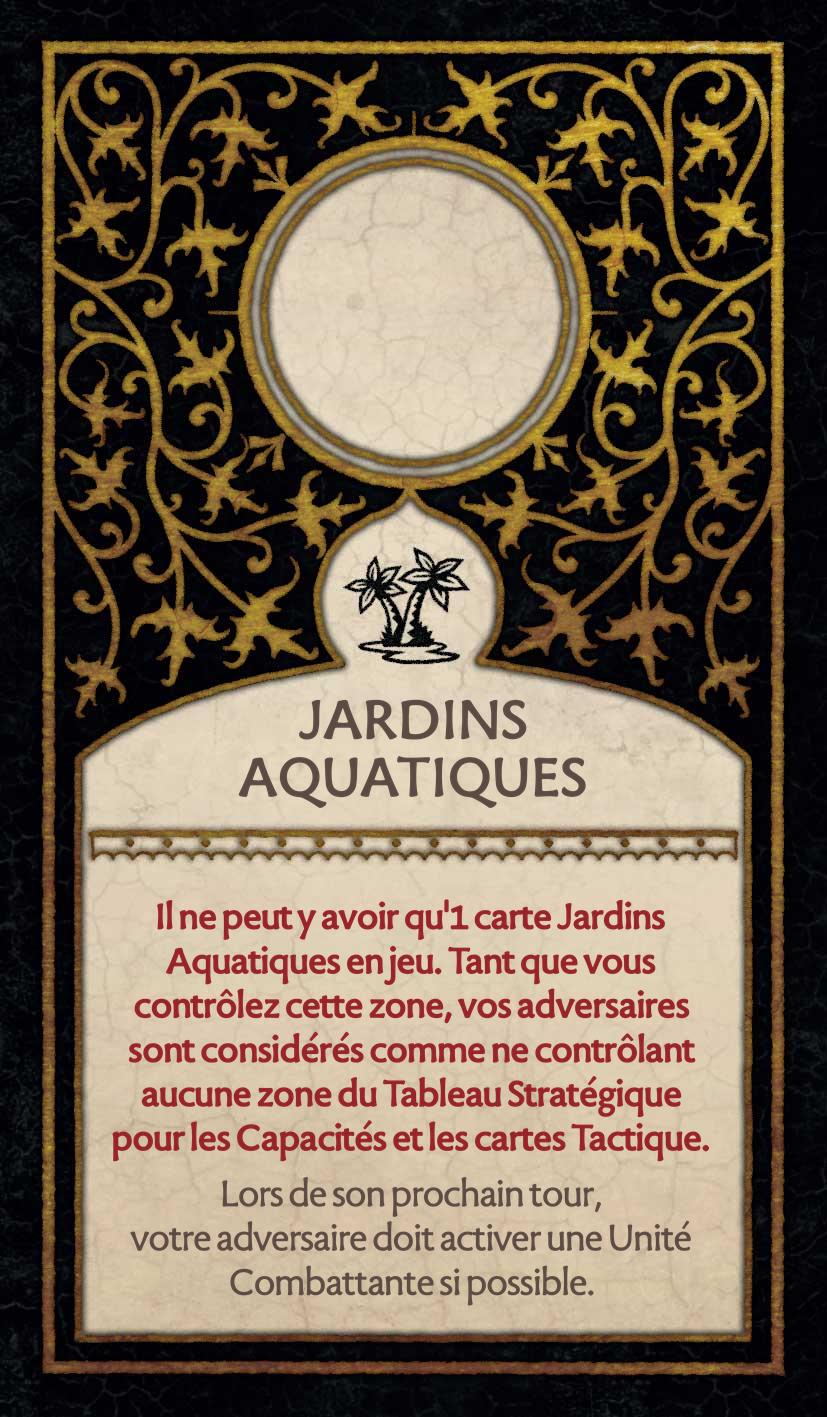 JARDINS
AQUATIQUES
Il ne peut y avoir qu'1 carte Jardins
Aquatiques en jeu. Tant que vous
contrôlez cette zone, vos adversaires
sont considérés comme ne contrôlant
aucune zone du Tableau Stratégique
pour les Capacités et les cartes Tactique.
Lors de son prochain tour,
votre adversaire doit activer une Unité
Combattante si possible.